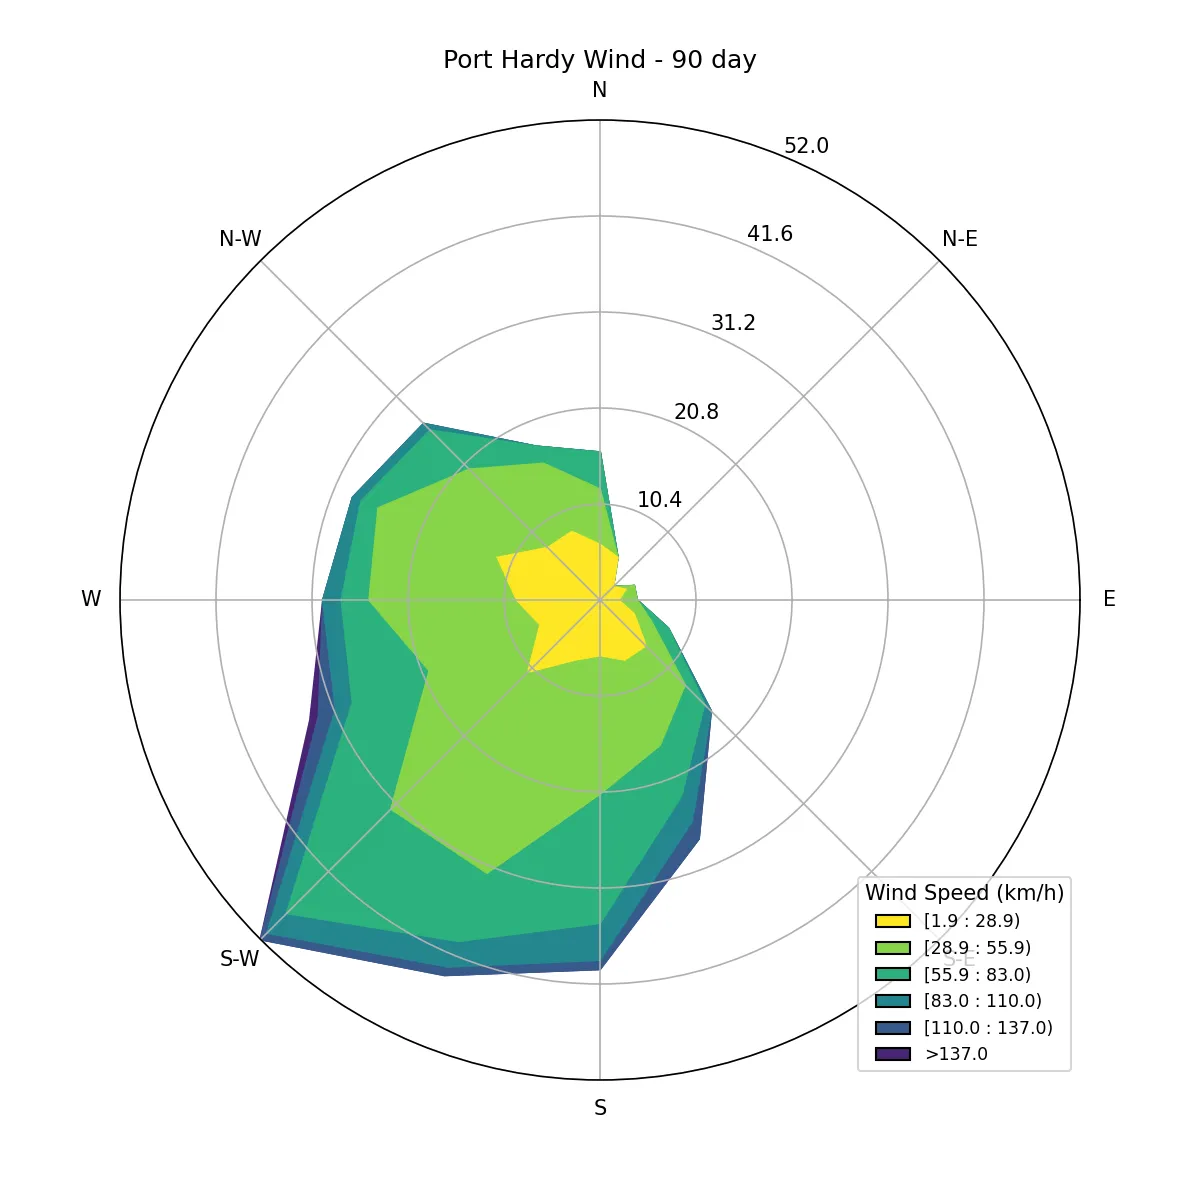 Port Hardy Wind - 90 day
N
52.0
N-W
41.6
N-E
31.2
20.8
10.4
W
E
Wind Speed (km/h)
[1.9 : 28.9)
[28.9 : 55.9)
S-W
S-E
[55.9 : 83.0)
[83.0 : 110.0)
[110.0 : 137.0)
>137.0
S